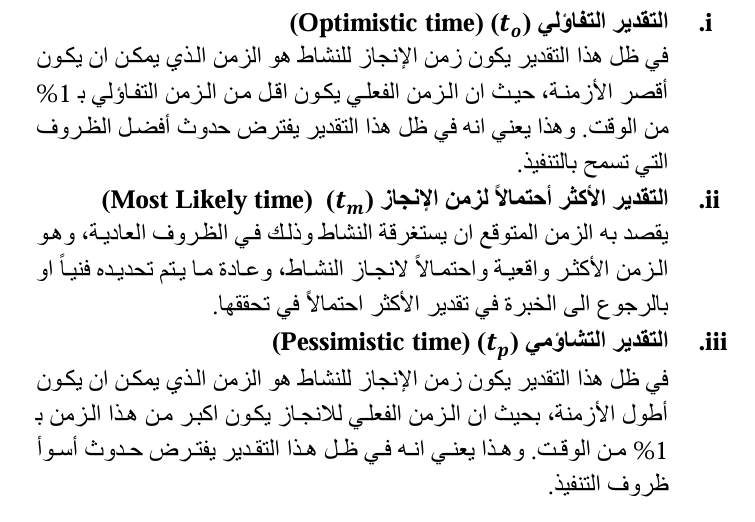 i. التقدير التفاؤلي (tₒ) (Optimistic time)
في ظل هذا التقدير يكون زمن الإنجاز للنشاط هو الزمن الذي يمكن ان يكون
أقصر الأزمنة، حيث ان الزمن الفعلي يكون اقل من الزمن التفاؤلي بـ 1%
من الوقت. وهذا يعني انه في ظل هذا التقدير يفترض حدوث أفضل الظروف
التي تسمح بالتنفيذ.
ii. التقدير الأكثر أحتمالاً لزمن الإنجاز (tₘ) (Most Likely time)
يقصد به الزمن المتوقع ان يستغرقة النشاط وذلك في الظروف العادية، وهو
الزمن الأكثر واقعية واحتمالاً لانجاز النشاط، وعادة ما يتم تحديده فنياً او
بالرجوع الى الخبرة في تقدير الأكثر احتمالاً في تحققها.
iii. التقدير التشاؤمي (tₚ) (Pessimistic time)
في ظل هذا التقدير يكون زمن الإنجاز للنشاط هو الزمن الذي يمكن ان يكون
أطول الأزمنة، بحيث ان الزمن الفعلي للانجاز يكون اكبر من هذا الزمن بـ
1% من الوقت. وهذا يعني انه في ظل هذا التقدير يفترض حدوث أسوأ
ظروف التنفيذ.